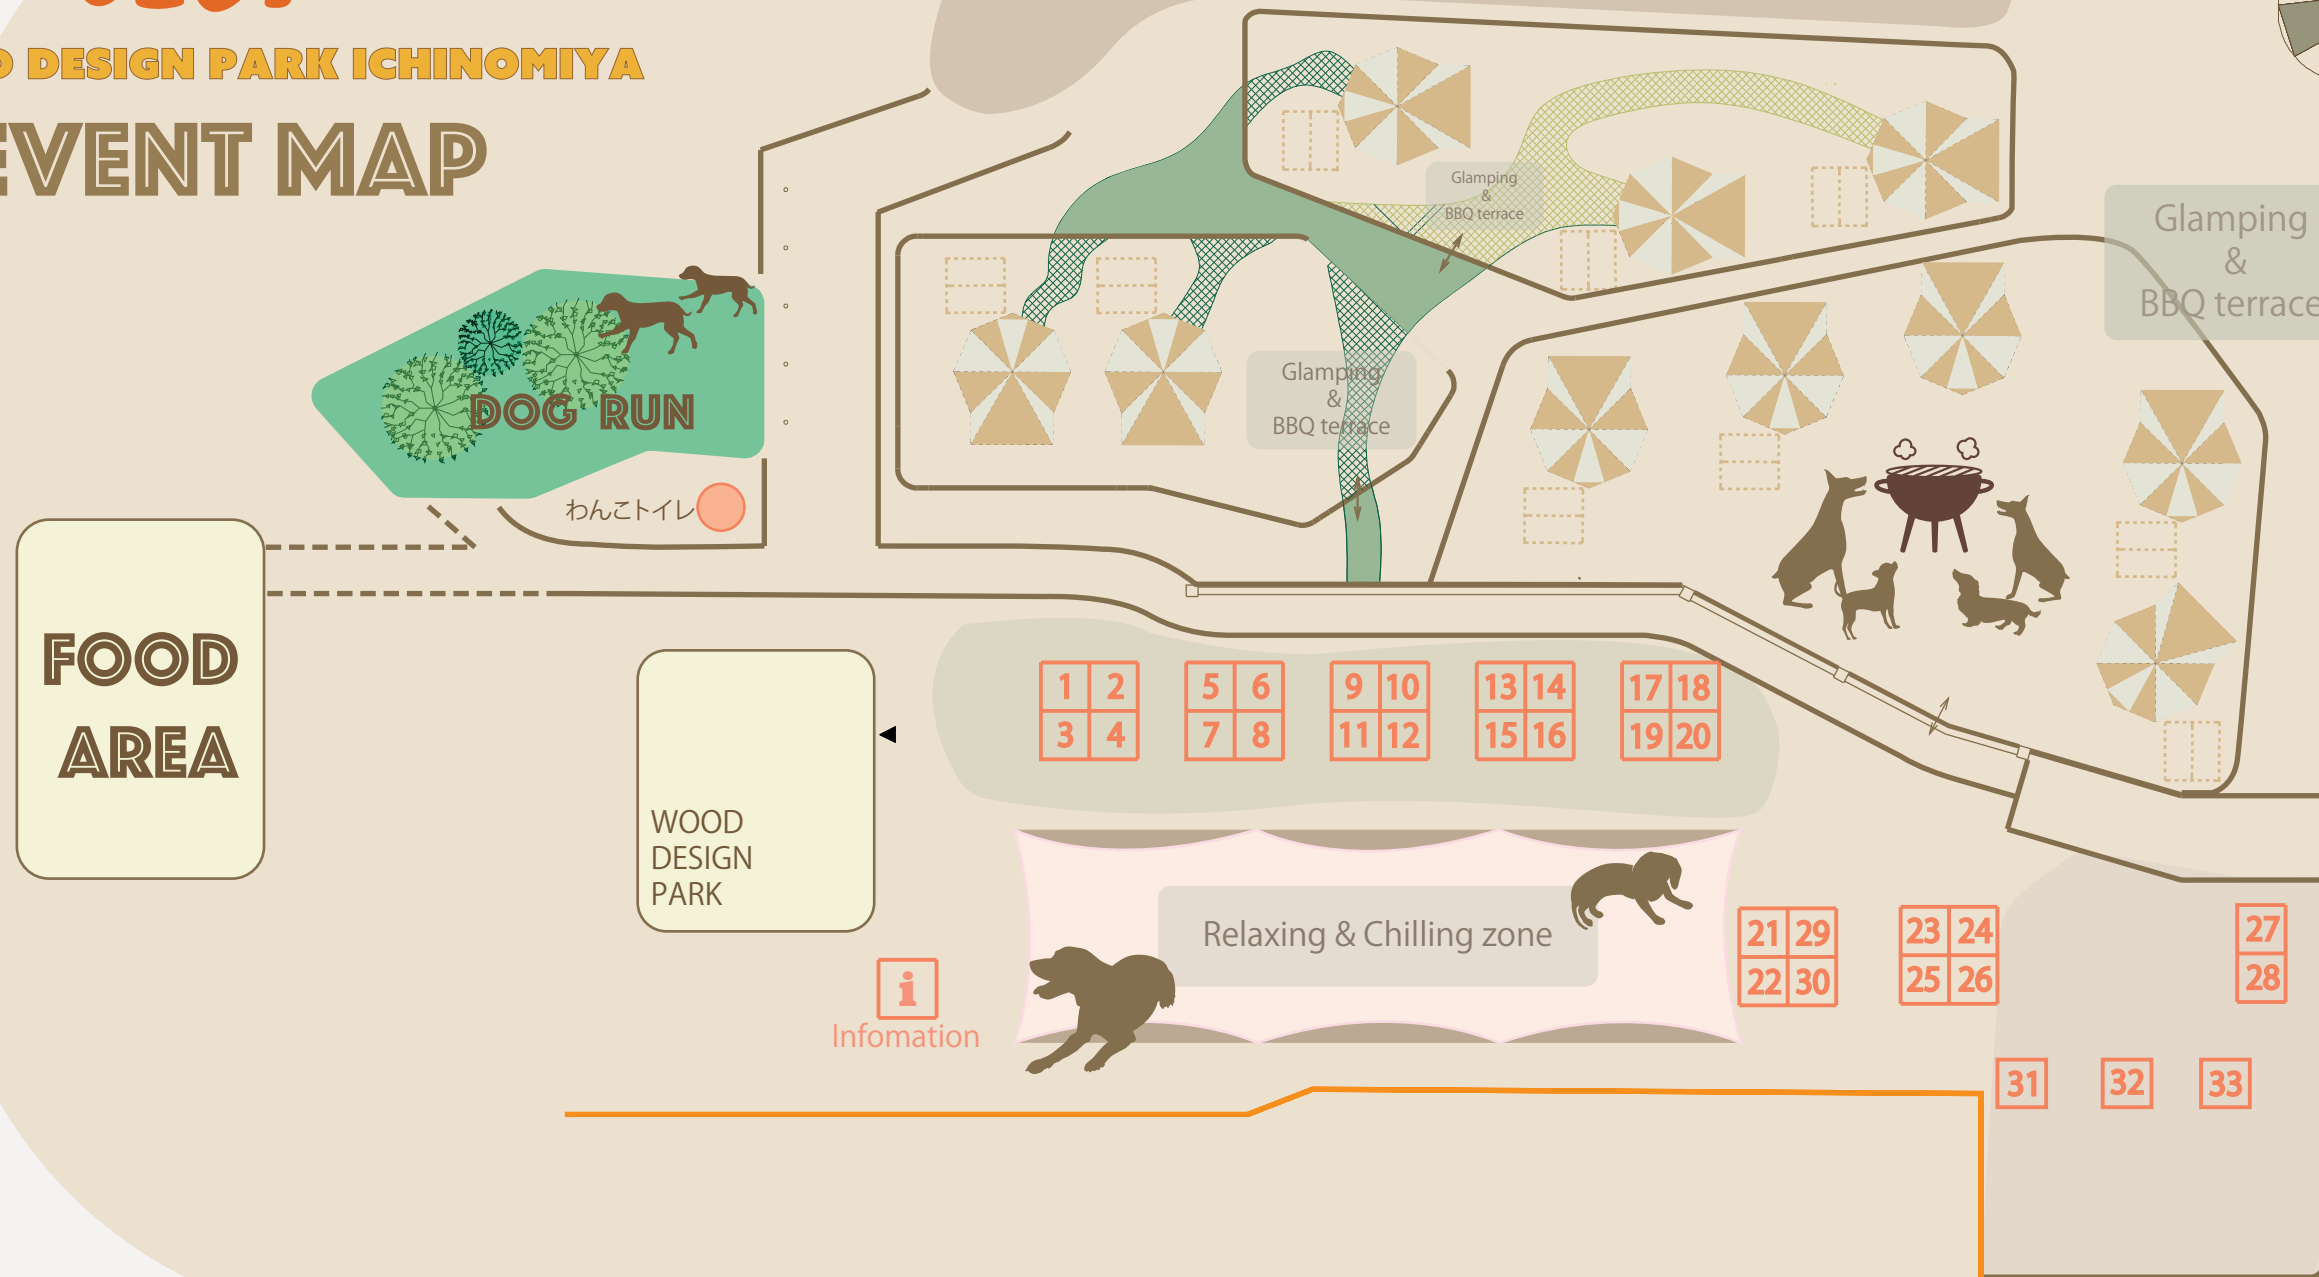 DESIGN PARK ICHINOMIYA
EVENT MAP
DOG RUN
わんこトイレ
FOOD
AREA
WOOD
DESIGN
PARK
Glamping
&
BBQ terrace
Glamping
&
BBQ terrace
Glamping
&
BBQ terrace
1 2
3 4
5 6
7 8
9 10
11 12
13 14
15 16
17 18
19 20
Relaxing & Chilling zone
i
Infomation
21 29
22 30
23 24
25 26
27
28
31 32 33